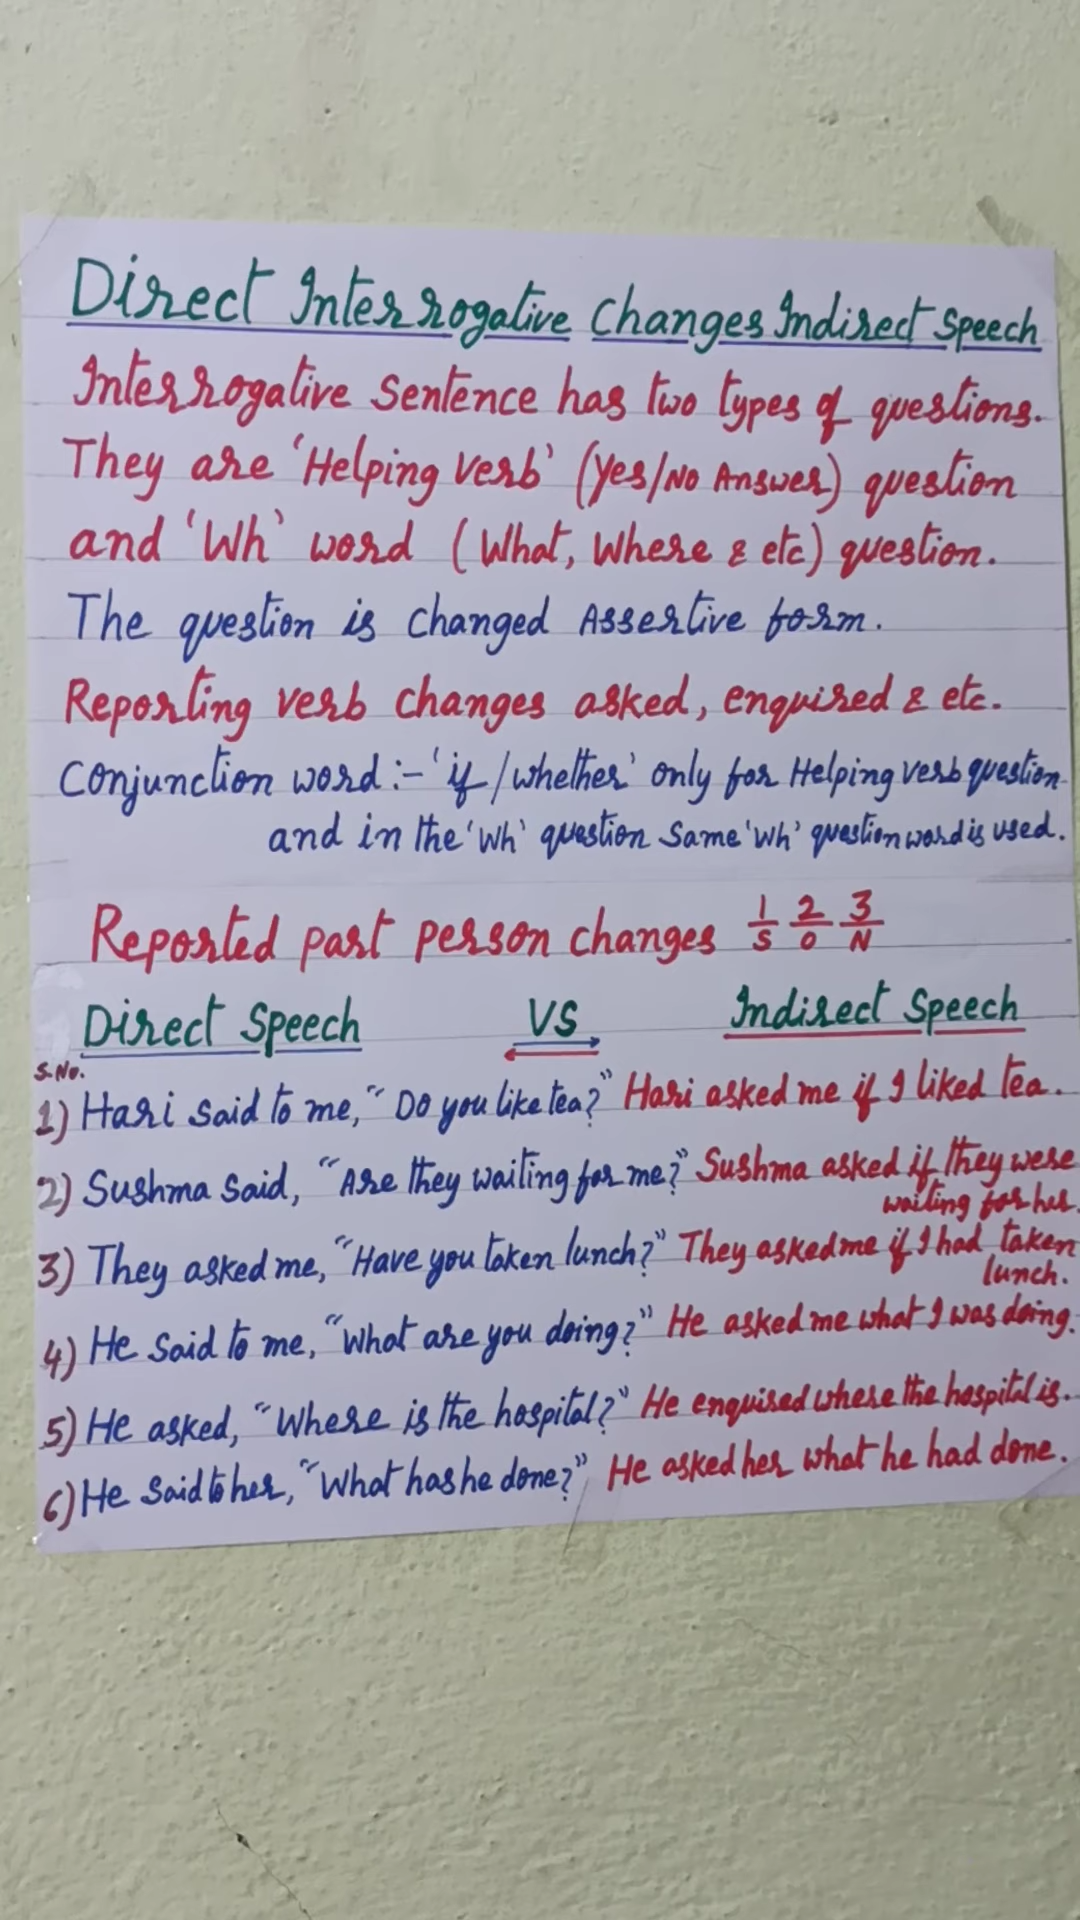 Direct Interrogative Changes Indirect Speech
Interrogative Sentence has two types of questions.
They are 'Helping verb' (Yes/No Answer) question
and 'Wh' word (What, Where & etc) question.
The question is changed Assertive form.
Reporting verb changes asked, enquired & etc.
Conjunction word :- 'if/whether' only for Helping verb question
and in the 'Wh' question Same 'Wh' question word is used.
Reported part person changes 1/S 2/O 3/N
Direct Speech VS Indirect Speech
S.No.
1) Hari said to me, "Do you like tea?" Hari asked me if I liked tea.
2) Sushma said, "Are they waiting for me?" Sushma asked if they were
waiting for her.
3) They asked me, "Have you taken lunch?" They asked me if I had taken
lunch.
4) He said to me, "What are you doing?" He asked me what I was doing.
5) He asked, "Where is the hospital?" He enquired where the hospital is.
6) He said to her, "What has he done?" He asked her what he had done.